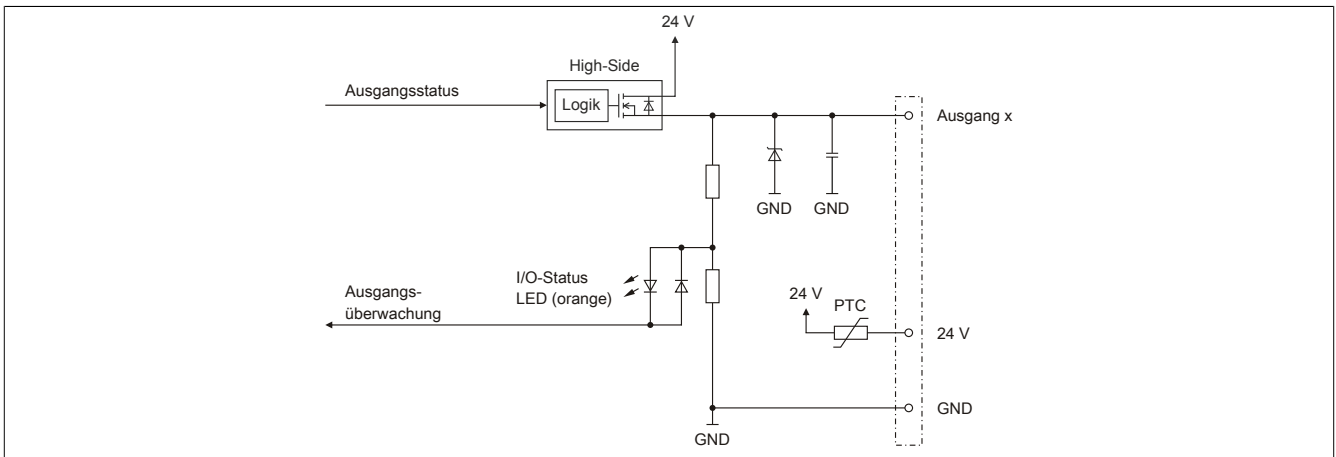 24 V
High-Side
Ausgangsstatus
Logik
Ausgang x
GND
GND
I/O-Status
LED (orange)
Ausgangs-
überwachung
24 V
PTC
24 V
GND
GND